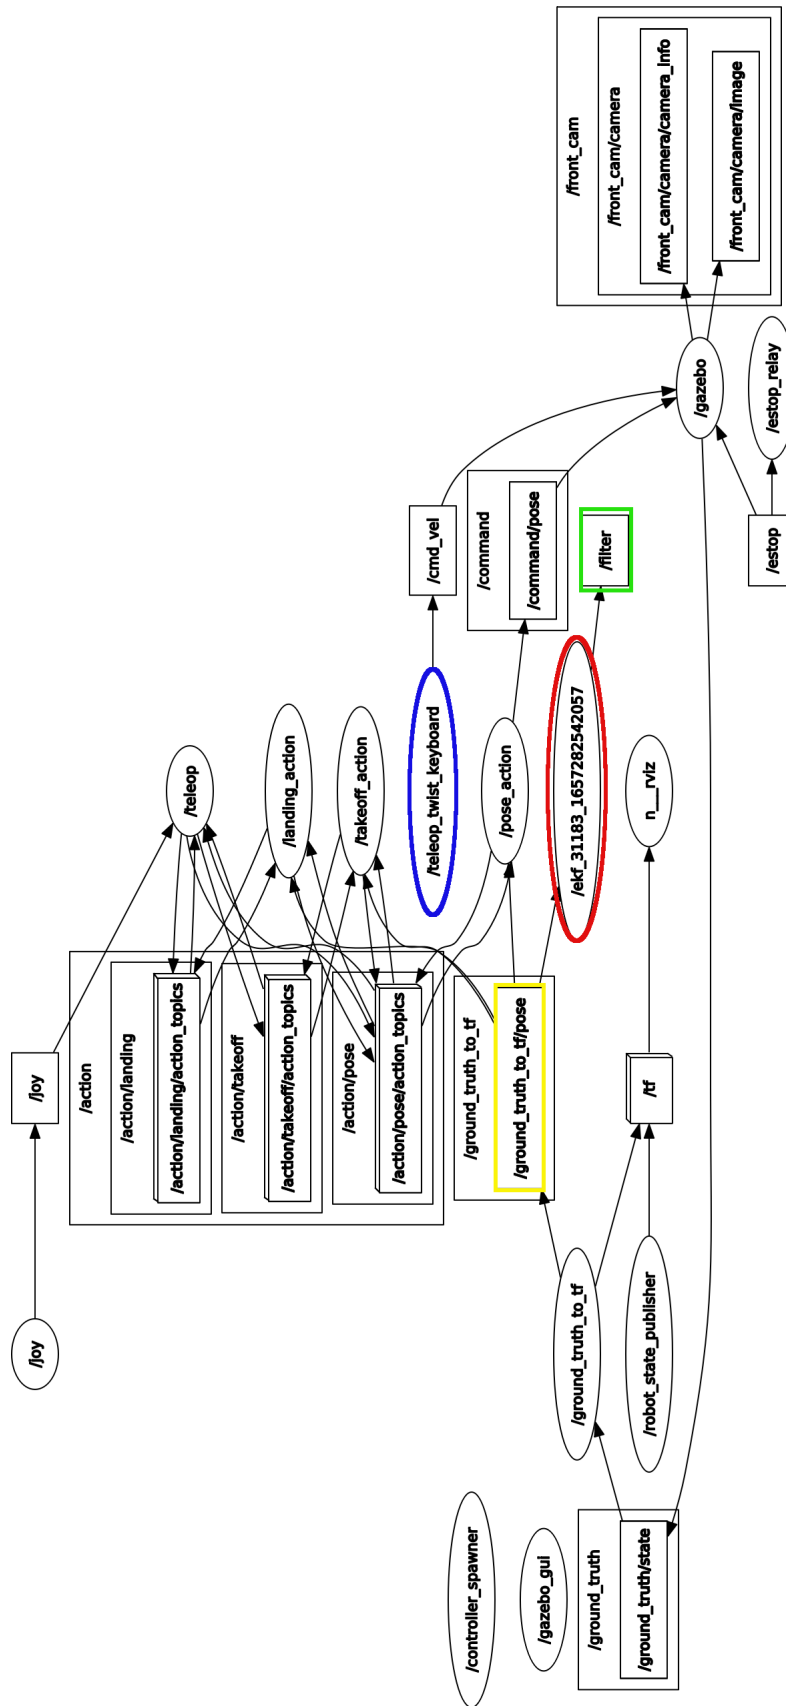 /joy
/joy
/action
/action/landing
/action/landing/action_topics
/action/takeoff
/action/takeoff/action_topics
/action/pose
/action/pose/action_topics
/teleop
/landing_action
/takeoff_action
/teleop_twist_keyboard
/cmd_vel
/controller_spawner
/gazebo_gui
/ground_truth
/ground_truth/state
/ground_truth_to_tf
/robot_state_publisher
/ground_truth_to_tf
/ground_truth_to_tf/pose
/tf
/pose_action
/ekf_31183_1657282542057
n__rviz
/command
/command/pose
/filter
/estop
/gazebo
/estop_relay
/front_cam
/front_cam/camera
/front_cam/camera/camera_info
/front_cam/camera/image